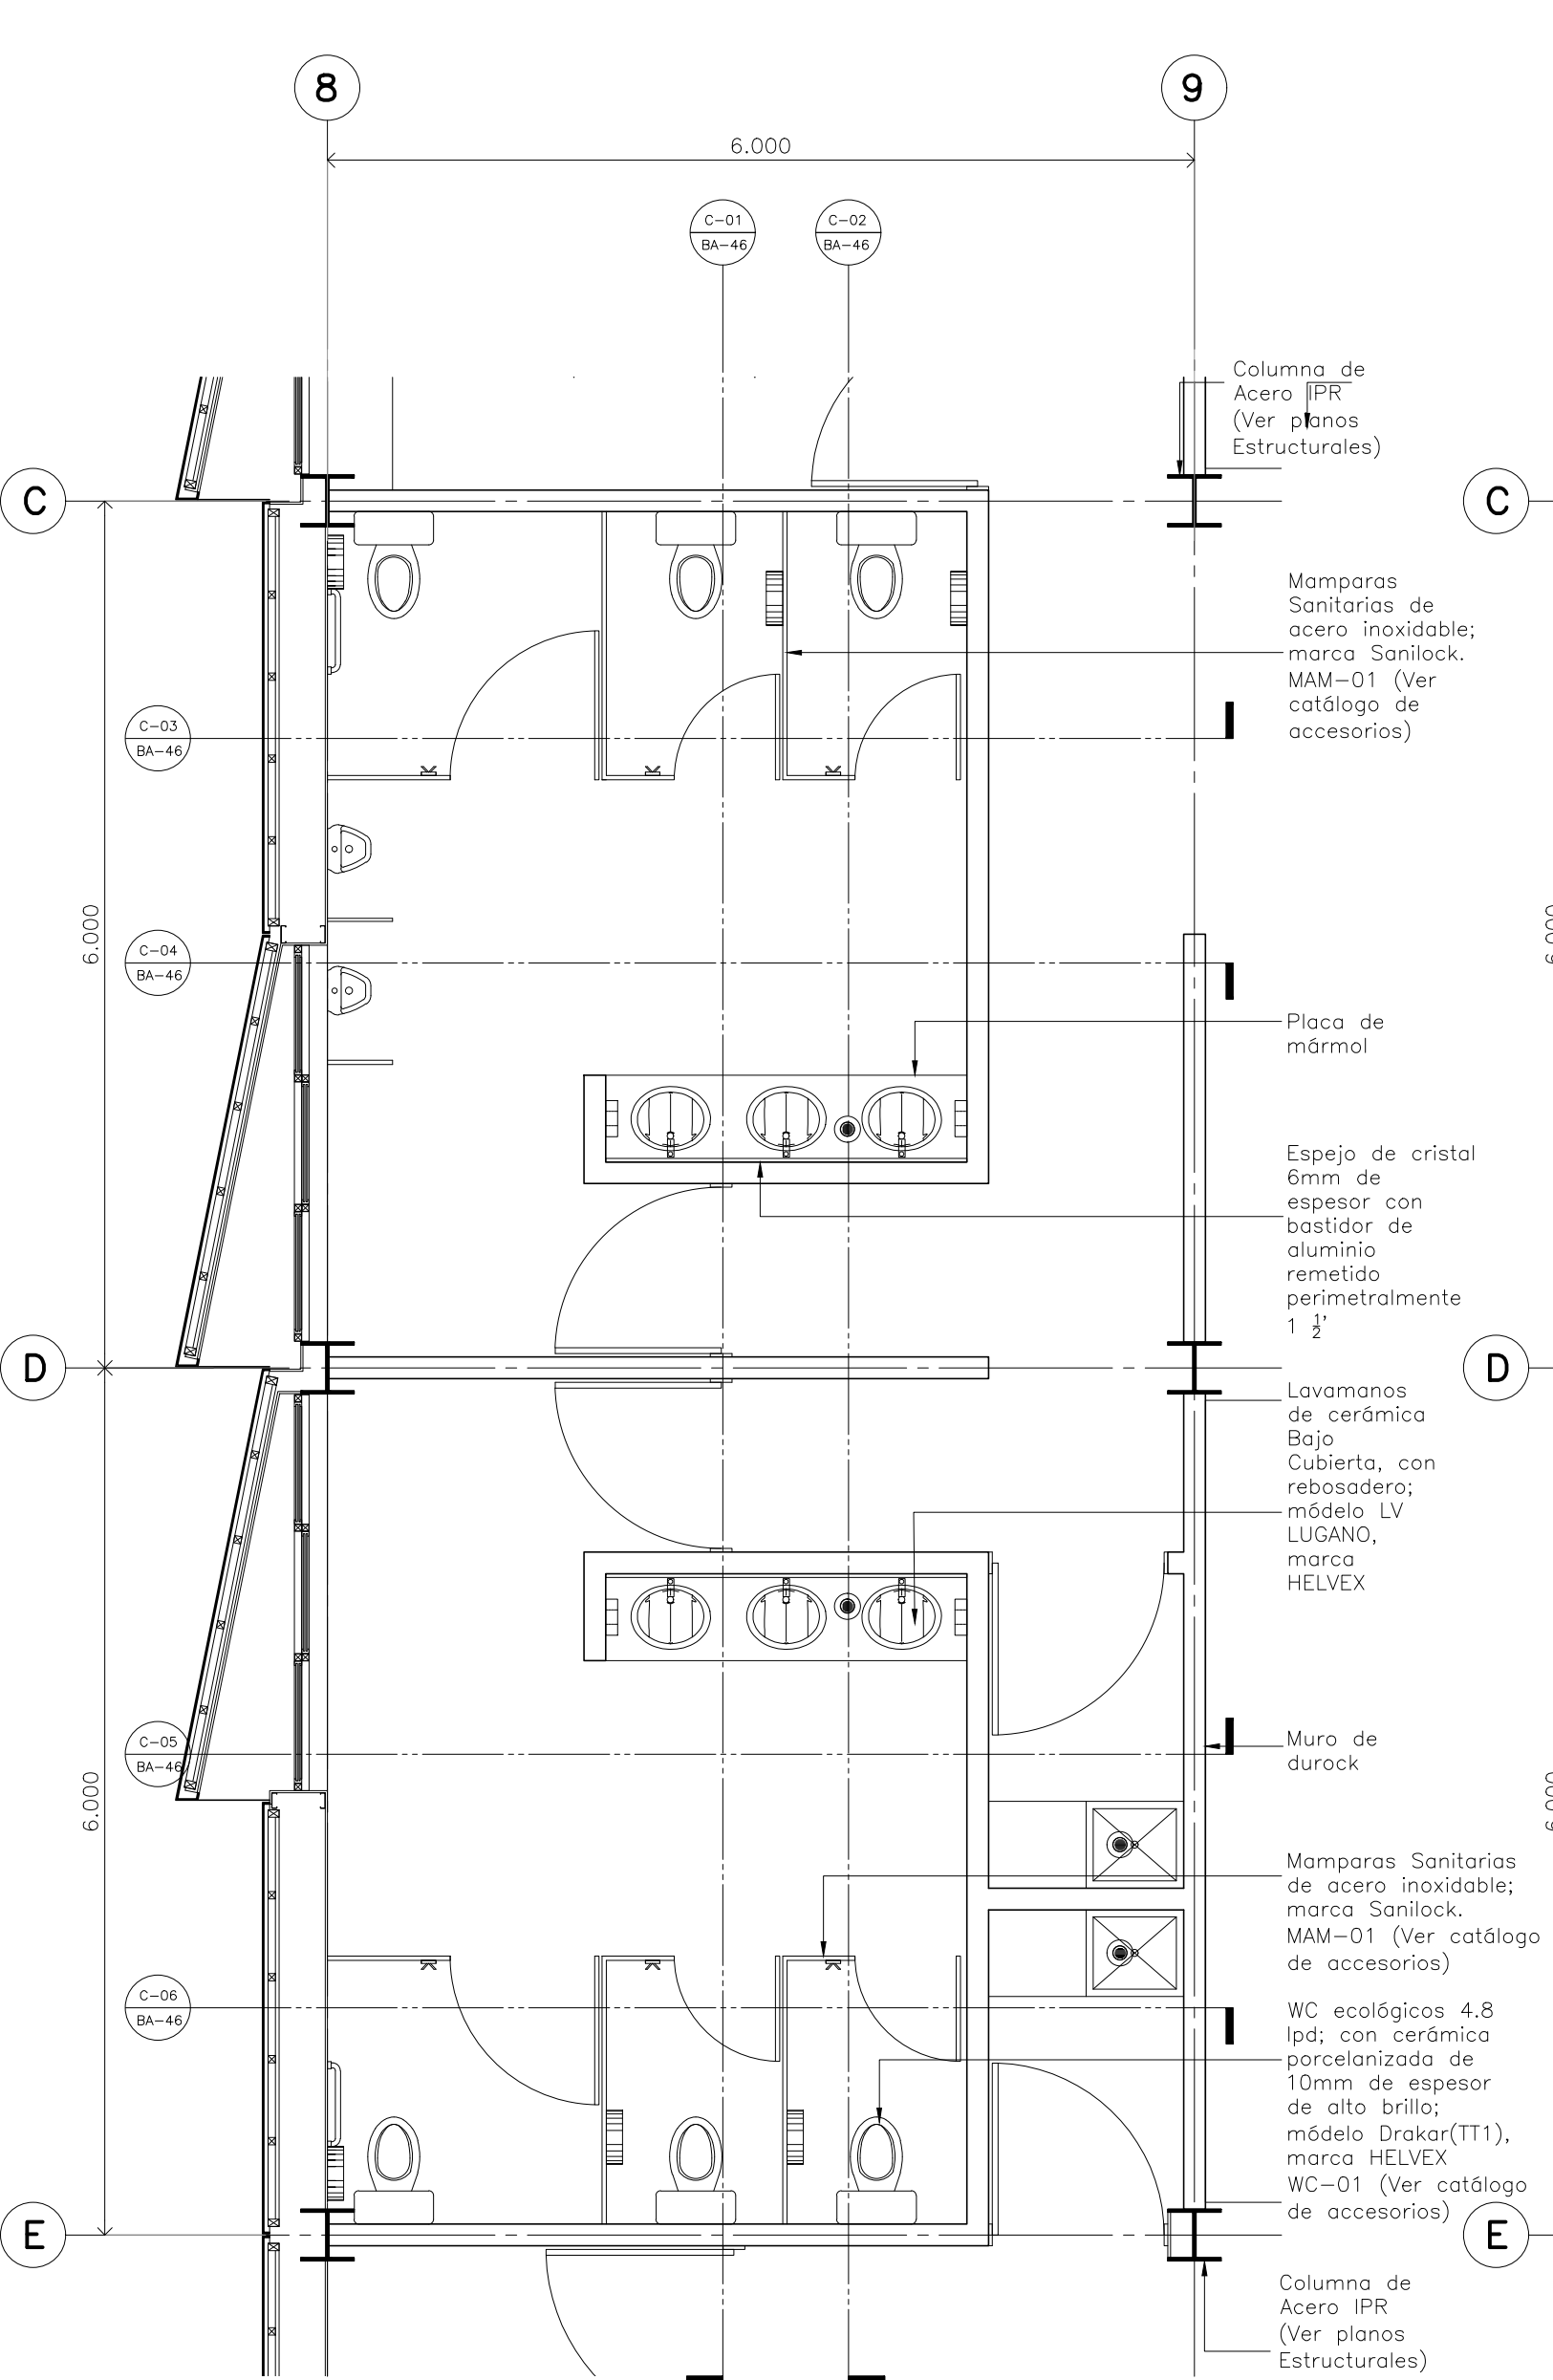 8
9
6.000
C-01
BA-46
C-02
BA-46
Columna de
Acero IPR
(Ver planos
Estructurales)
C
C
Mamparas
Sanitarias de
acero inoxidable;
marca Sanilock.
MAM-01 (Ver
catálogo de
accesorios)
C-03
BA-46
6.000
6.000
C-04
BA-46
Placa de
mármol
Espejo de cristal
6mm de
espesor con
bastidor de
aluminio
remetido
perimetralmente
1 ½'
D
D
Lavamanos
de cerámica
Bajo
Cubierta, con
rebosadero;
módelo LV
LUGANO,
marca
HELVEX
C-05
BA-46
Muro de
durock
6.000
6.000
Mamparas Sanitarias
de acero inoxidable;
marca Sanilock.
MAM-01 (Ver catálogo
de accesorios)
C-06
BA-46
WC ecológicos 4.8
lpd; con cerámica
porcelanizada de
10mm de espesor
de alto brillo;
módelo Drakar(TT1),
marca HELVEX
WC-01 (Ver catálogo
de accesorios)
E
E
Columna de
Acero IPR
(Ver planos
Estructurales)